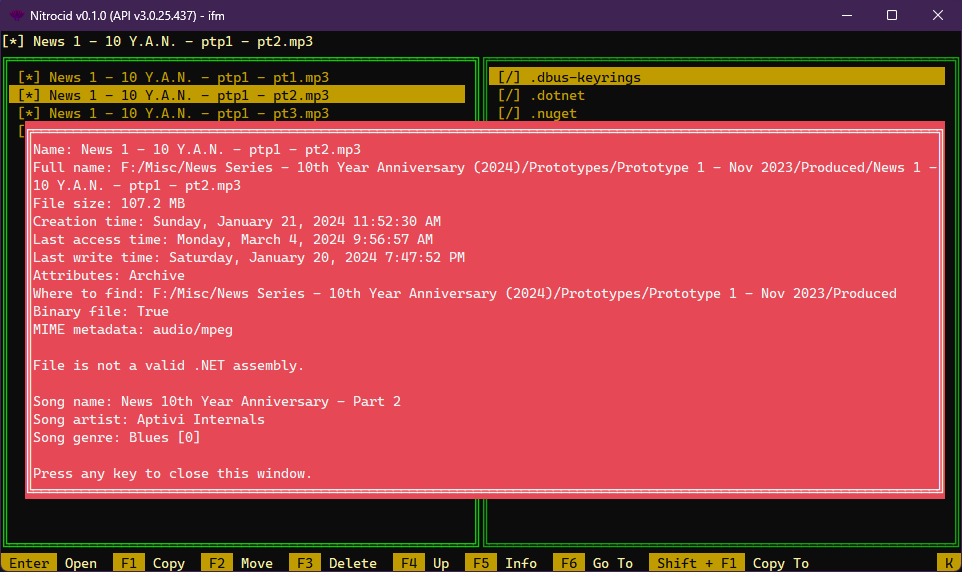 Nitrocid v0.1.0 (API v3.0.25.437) - ifm
[*] News 1 - 10 Y.A.N. - ptp1 - pt2.mp3
[*] News 1 - 10 Y.A.N. - ptp1 - pt1.mp3
[/] .dbus-keyrings
[*] News 1 - 10 Y.A.N. - ptp1 - pt2.mp3
[/] .dotnet
[*] News 1 - 10 Y.A.N. - ptp1 - pt3.mp3
[/] .nuget
[
Name: News 1 - 10 Y.A.N. - ptp1 - pt2.mp3
Full name: F:/Misc/News Series - 10th Year Anniversary (2024)/Prototypes/Prototype 1 - Nov 2023/Produced/News 1 -
10 Y.A.N. - ptp1 - pt2.mp3
File size: 107.2 MB
Creation time: Sunday, January 21, 2024 11:52:30 AM
Last access time: Monday, March 4, 2024 9:56:57 AM
Last write time: Saturday, January 20, 2024 7:47:52 PM
Attributes: Archive
Where to find: F:/Misc/News Series - 10th Year Anniversary (2024)/Prototypes/Prototype 1 - Nov 2023/Produced
Binary file: True
MIME metadata: audio/mpeg
File is not a valid .NET assembly.
Song name: News 10th Year Anniversary - Part 2
Song artist: Aptivi Internals
Song genre: Blues [0]
Press any key to close this window.
Enter Open F1 Copy F2 Move F3 Delete F4 Up F5 Info F6 Go To Shift + F1 Copy To K